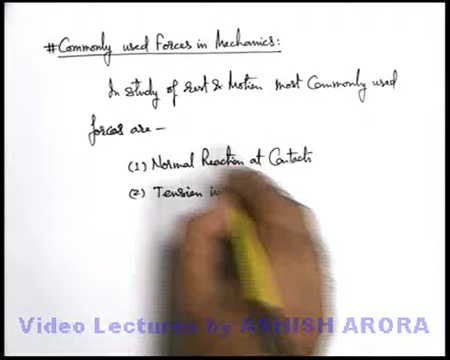 # Commonly used Forces in Mechanics:
In study of rest & Motion most Commonly used
forces are –
(1) Normal Reaction at Contacts
(2) Tension in
Video Lectures by ASHISH ARORA